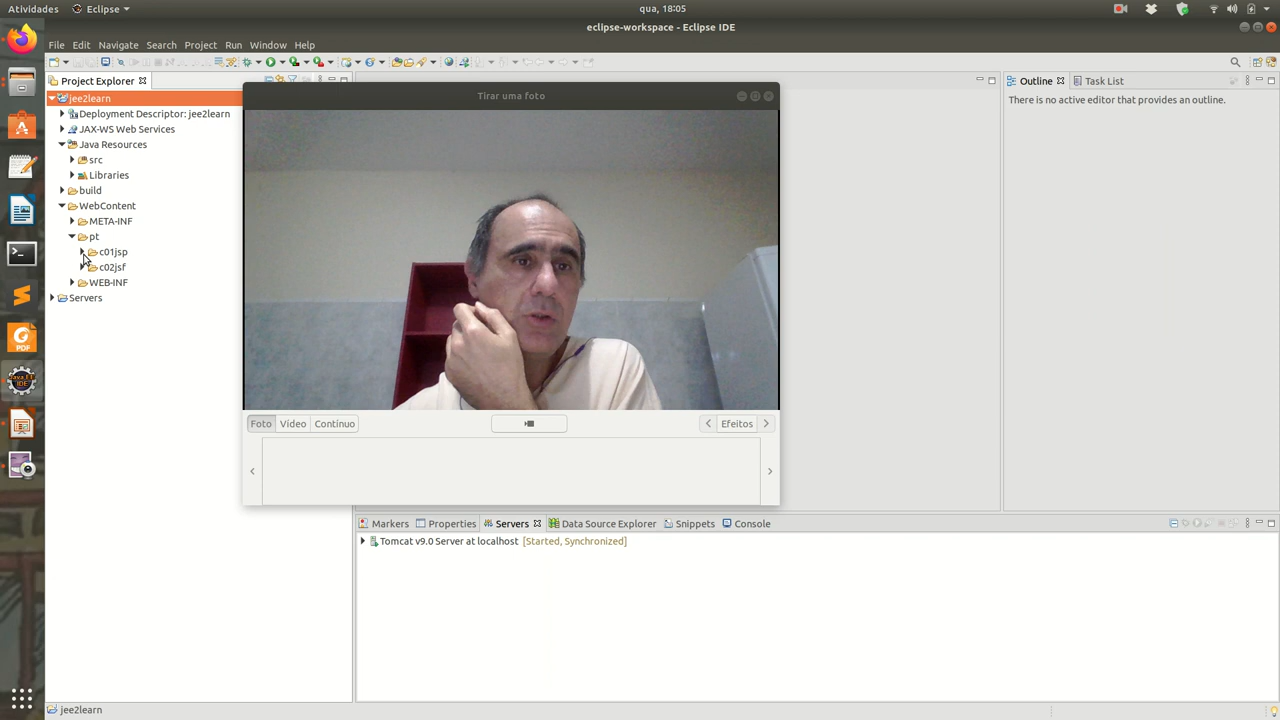 Atividades Eclipse qua, 18:05
eclipse-workspace - Eclipse IDE
File Edit Navigate Search Project Run Window Help
Project Explorer
Outline Task List
There is no active editor that provides an outline.
jee2learn
Deployment Descriptor: jee2learn
JAX-WS Web Services
Java Resources
src
Libraries
build
WebContent
META-INF
pt
c01jsp
c02jsf
WEB-INF
Servers
Tirar uma foto
Foto Vídeo Contínuo Efeitos
Markers Properties Servers Data Source Explorer Snippets Console
Tomcat v9.0 Server at localhost [Started, Synchronized]
PDF
Java EE
IDE
jee2learn